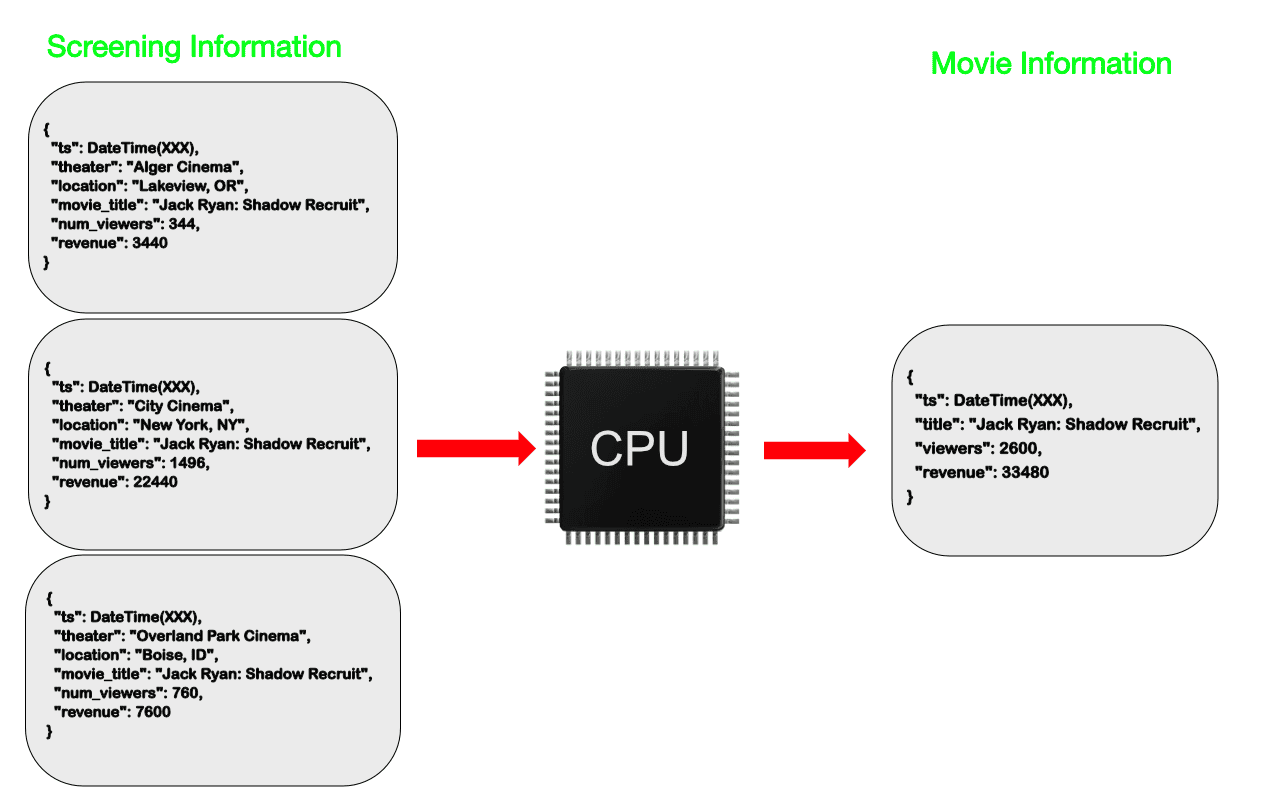 Screening Information
{
"ts": DateTime(XXX),
"theater": "Alger Cinema",
"location": "Lakeview, OR",
"movie_title": "Jack Ryan: Shadow Recruit",
"num_viewers": 344,
"revenue": 3440
}
{
"ts": DateTime(XXX),
"theater": "City Cinema",
"location": "New York, NY",
"movie_title": "Jack Ryan: Shadow Recruit",
"num_viewers": 1496,
"revenue": 22440
}
{
"ts": DateTime(XXX),
"theater": "Overland Park Cinema",
"location": "Boise, ID",
"movie_title": "Jack Ryan: Shadow Recruit",
"num_viewers": 760,
"revenue": 7600
}
CPU
Movie Information
{
"ts": DateTime(XXX),
"title": "Jack Ryan: Shadow Recruit",
"viewers": 2600,
"revenue": 33480
}